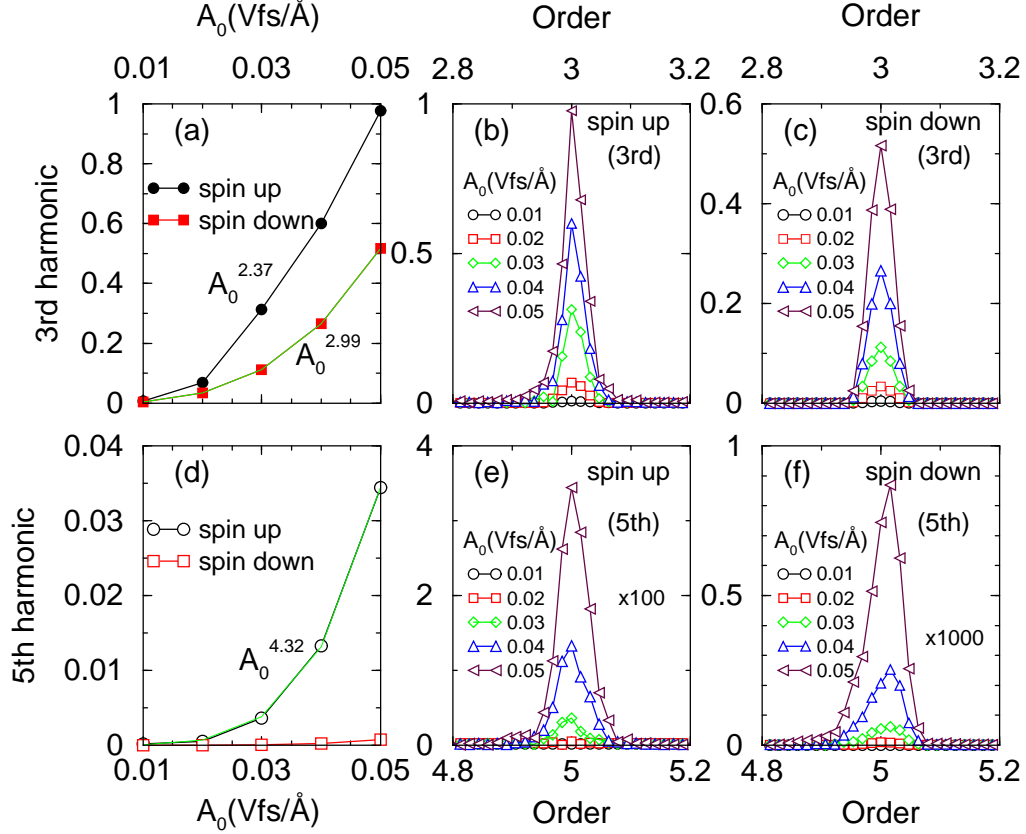 A0(Vfs/Å)
Order
Order
0.01 0.03 0.05
2.8 3 3.2
2.8 3 3.2
3rd harmonic
1
0.8
0.6
0.4
0.2
0
(a)
spin up
spin down
A0^2.37
A0^2.99
1
0.5
0
(b)
spin up
(3rd)
A0(Vfs/Å)
0.01
0.02
0.03
0.04
0.05
0.6
0.4
0.2
0
(c)
spin down
(3rd)
A0(Vfs/Å)
0.01
0.02
0.03
0.04
0.05
5th harmonic
0.04
0.03
0.02
0.01
0.00
(d)
spin up
spin down
A0^4.32
0.01 0.03 0.05
A0(Vfs/Å)
4
2
0
(e)
spin up
(5th)
A0(Vfs/Å)
0.01
0.02
0.03
0.04
0.05
x100
4.8 5 5.2
Order
1
0.5
0
(f)
spin down
(5th)
A0(Vfs/Å)
0.01
0.02
0.03
0.04
0.05
x1000
4.8 5 5.2
Order